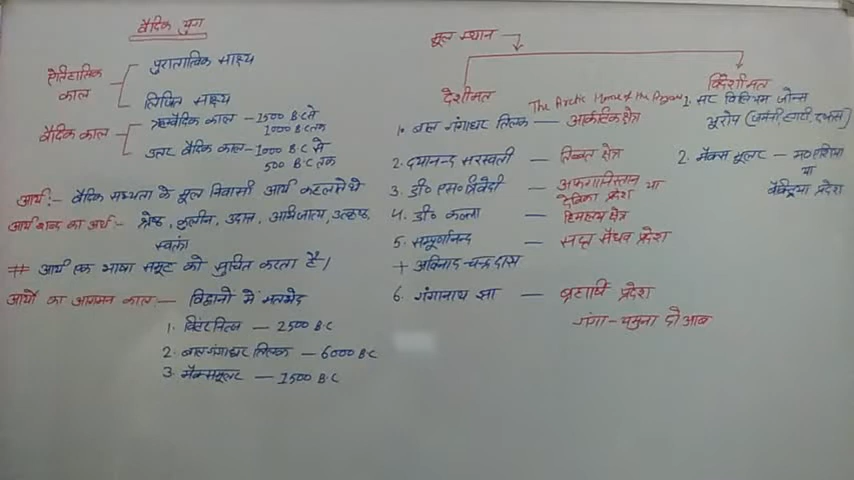 वैदिक युग
ऐतिहासिक काल
पुरातात्विक साक्ष्य
लिखित साक्ष्य
वैदिक काल
ऋग्वैदिक काल - 1500 B.C से 1000 B.C तक
उत्तर वैदिक काल - 1000 B.C से 500 B.C तक
आर्य :- वैदिक सभ्यता के मूल निवासी आर्य कहलाते थे
आर्य शब्द का अर्थ :- श्रेष्ठ, कुलीन, उदात्त, अभिजात्य, उत्कृष्ट, स्वतंत्र
# आर्य एक भाषा समूह को सूचित करता है।
आर्यों का आगमन काल :- विद्वानो में मतभेद
1. विंटरनित्स - 2500 B.C
2. बालगंगाधर तिलक - 6000 B.C
3. मैक्समूलर - 1500 B.C
मूल स्थान
देशीमत
1. बाल गंगाधर तिलक - आर्कटिक क्षेत्र
The Arctic Home of the
2. दयानन्द सरस्वती - तिब्बत क्षेत्र
3. डी० एस० त्रिवेदी - अफगानिस्तान या
देविका प्रदेश
4. डी० कल्ला - हिमालय क्षेत्र
5. सम्पूर्णानन्द - सप्त सैंधव प्रदेश
+ अविनाश चन्द्र दास
6. गंगानाथ झा - ब्रह्मर्षि प्रदेश
गंगा - यमुना दो आब
विदेशीमत
1. सर विलियम जोन्स
यूरोप (जर्मनी, हंगरी,
2. मैक्स मूलर - म० एशिया
या
बैक्ट्रिया प्रदेश